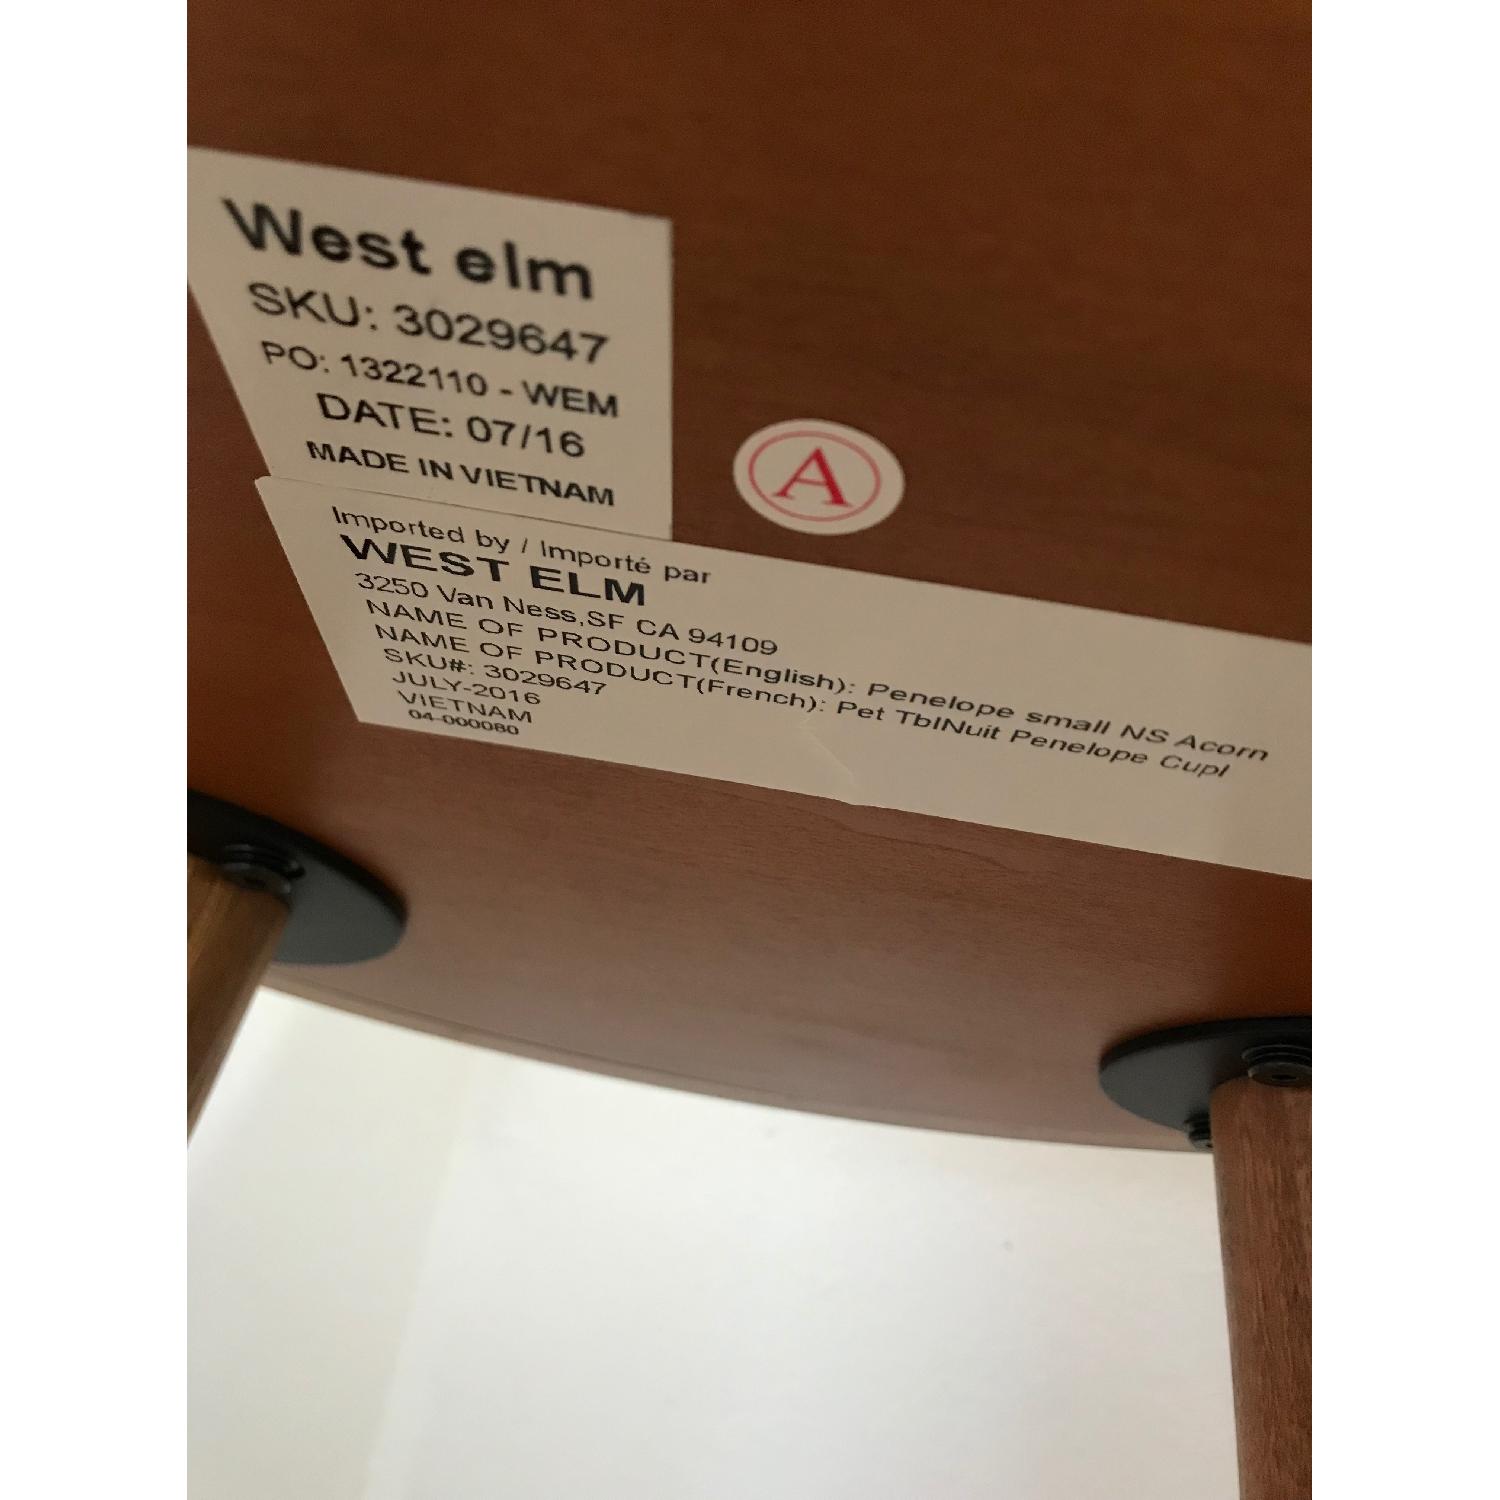 West elm
SKU: 3029647
PO: 1322110 - WEM
DATE: 07/16
MADE IN VIETNAM
A
Imported by / Importé par
WEST ELM
3250 Van Ness,SF CA 94109
NAME OF PRODUCT(English): Penelope small NS Acorn
NAME OF PRODUCT(French): Pet TblNuit Penelope Cupl
SKU#: 3029647
JULY-2016
VIETNAM
04-000080